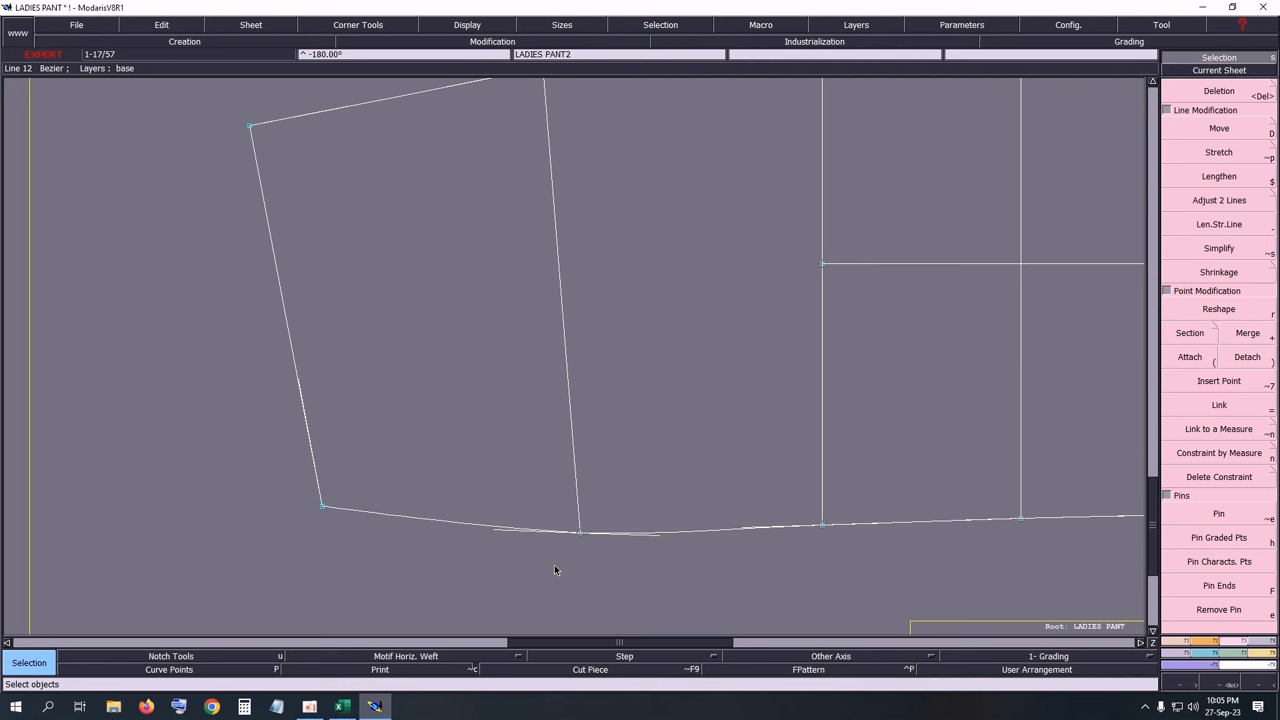 LADIES PANT * ! - ModarisV8R1
www
File Edit Sheet Corner Tools Display Sizes Selection Macro Layers Parameters Config. Tool ?
Creation Modification Industrialization Grading
EXPERT 1-17/57 ^ -180.00º LADIES PANT2
Line 12 Bezier ; Layers : base
Selection s
Current Sheet
Deletion <Del>
Line Modification
Move D
Stretch ~p
Lengthen $
Adjust 2 Lines
Len.Str.Line -
Simplify ~s
Shrinkage
Point Modification
Reshape r
Section Merge +
Attach ( Detach )
Insert Point ~7
Link =
Link to a Measure ~n
Constraint by Measure n
Delete Constraint
Pins
Pin ~e
Pin Graded Pts h
Pin Characts. Pts
Pin Ends F
Remove Pin e
Root: LADIES PANT
Z
Selection
Notch Tools u Motif Horiz. Weft Step Other Axis 1- Grading
Curve Points P Print ~c Cut Piece ~F9 FPattern ^P User Arrangement
Select objects
10:05 PM
27-Sep-23